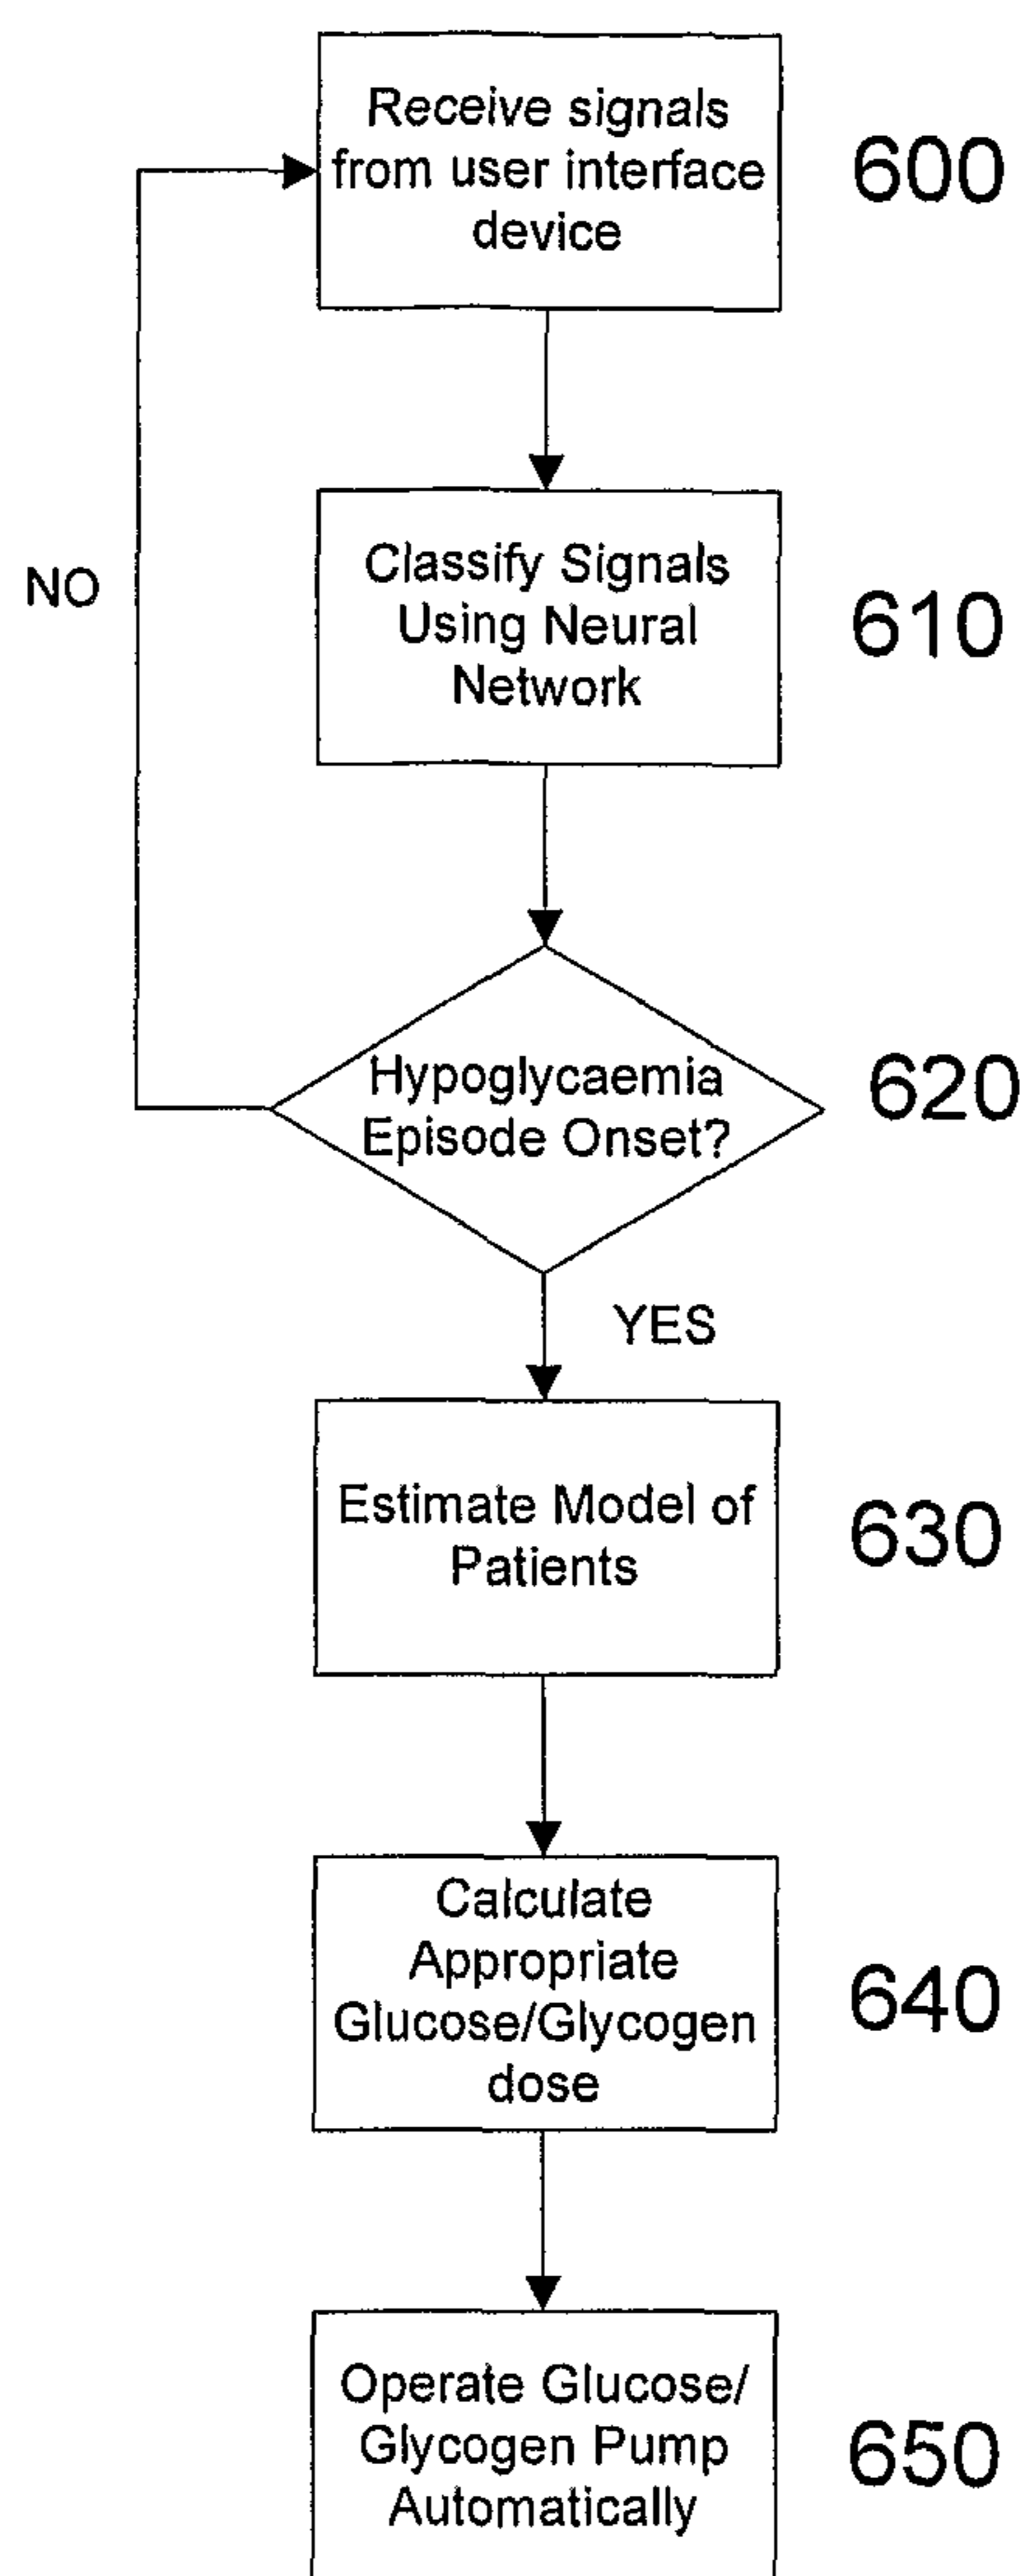 Receive signals
from user interface
device
600
Classify Signals
Using Neural
Network
610
NO
Hypoglycaemia
Episode Onset?
620
YES
Estimate Model of
Patients
630
Calculate
Appropriate
Glucose/Glycogen
dose
640
Operate Glucose/
Glycogen Pump
Automatically
650